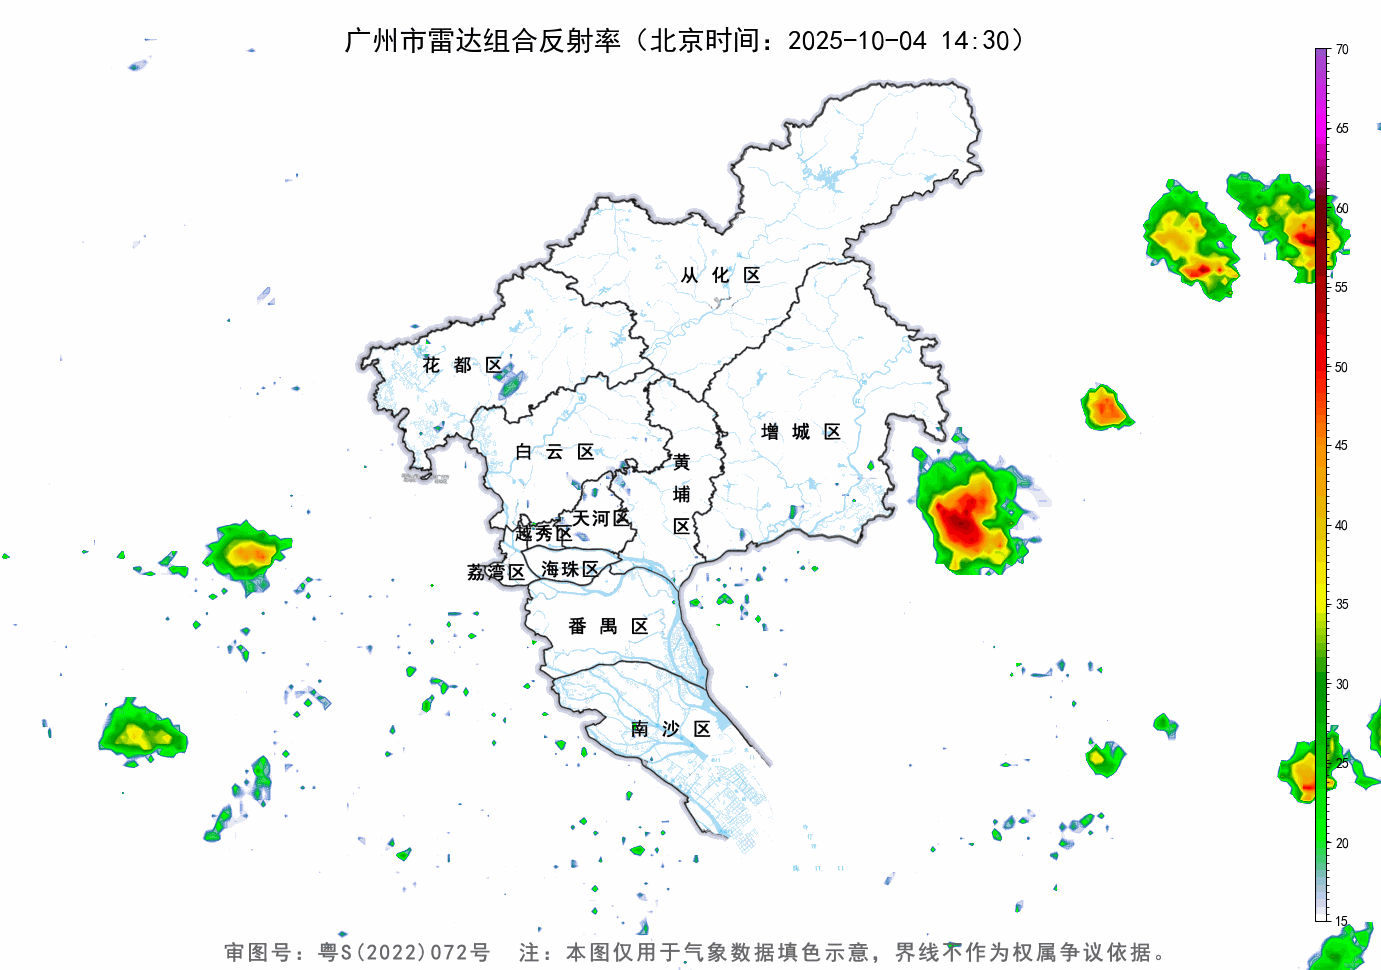 广州市雷达组合反射率（北京时间：2025-10-04 14:30）
70
65
60
55
50
45
40
35
30
25
20
15
从化区
花都区
增城区
白云区
黄埔区
天河区
越秀区
荔湾区
海珠区
番禺区
南沙区
审图号：粤S(2022)072号 注：本图仅用于气象数据填色示意，界线不作为权属争议依据。